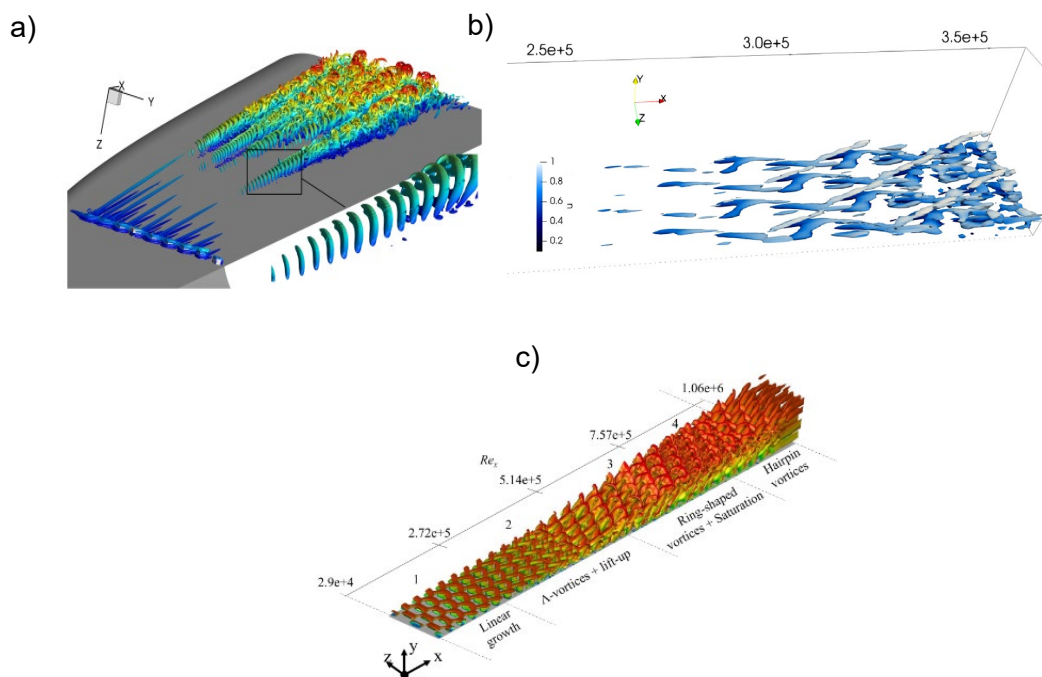 a)
X
Y
Z
b)
2.5e+5
3.0e+5
3.5e+5
Y
X
Z
1
0.8
0.6
0.4
0.2
u
c)
1.06e+6
7.57e+5
5.14e+5
2.72e+5
2.9e+4
Reₓ
4
3
2
1
Hairpin
vortices
Ring-shaped
vortices + Saturation
Λ-vortices + lift-up
Linear
growth
y
z
x